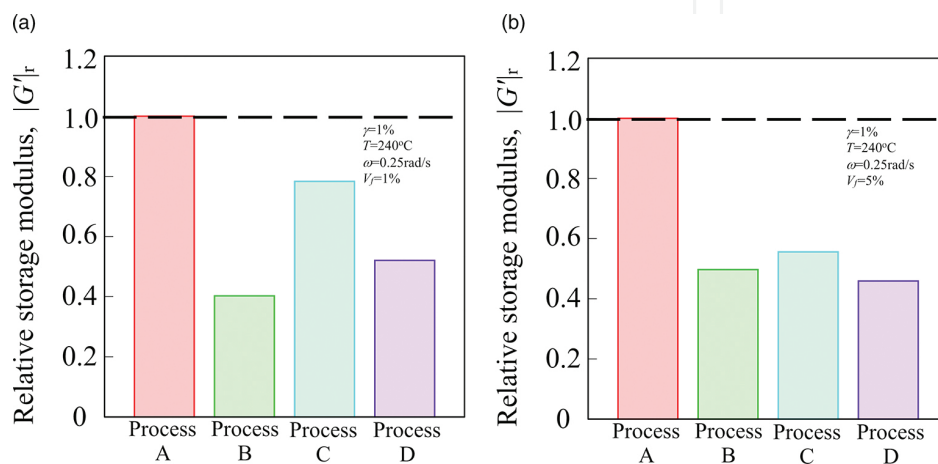 (a)
Relative storage modulus, |G′|r
1.2
1.0
0.8
0.6
0.4
0.2
0
γ=1%
T=240°C
ω=0.25rad/s
Vf=1%
Process Process Process Process
A B C D
(b)
Relative storage modulus, |G′|r
1.2
1.0
0.8
0.6
0.4
0.2
0
γ=1%
T=240°C
ω=0.25rad/s
Vf=5%
Process Process Process Process
A B C D